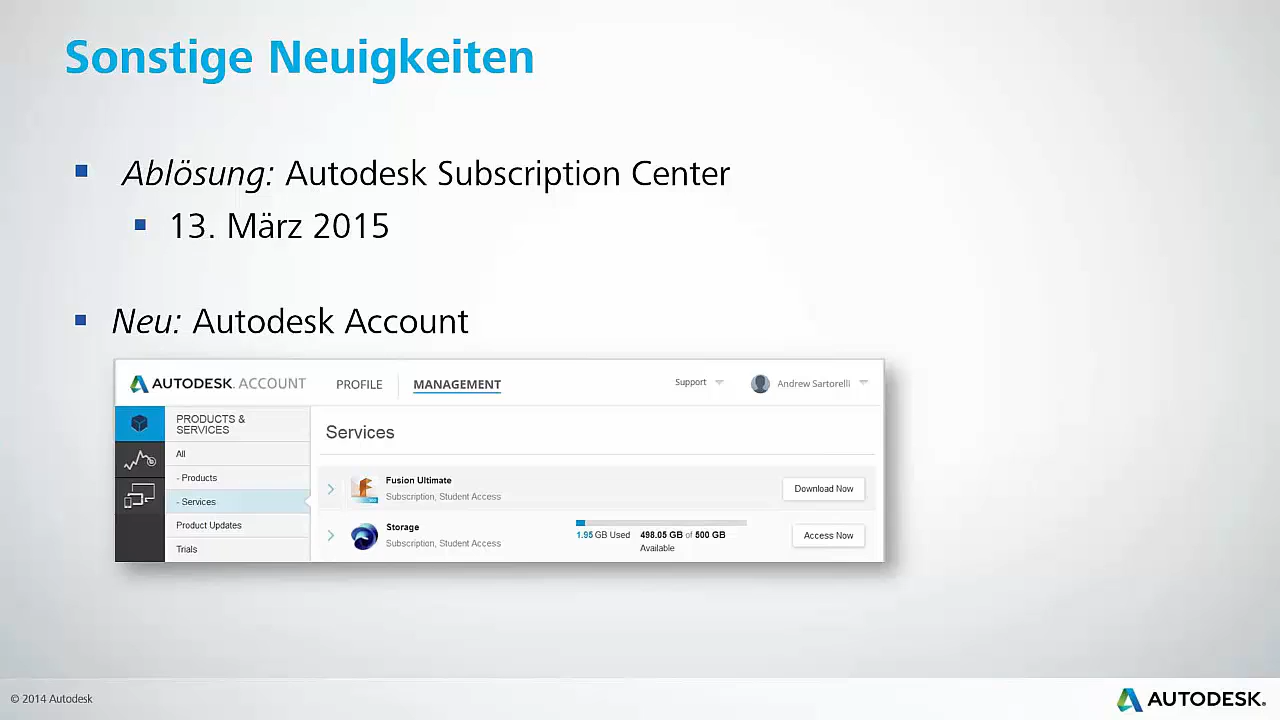 Sonstige Neuigkeiten
Ablösung: Autodesk Subscription Center
13. März 2015
Neu: Autodesk Account
AUTODESK. ACCOUNT
PROFILE
MANAGEMENT
Support
Andrew Sartorelli
PRODUCTS &
SERVICES
All
- Products
- Services
Product Updates
Trials
Services
Fusion Ultimate
Subscription, Student Access
Download Now
Storage
Subscription, Student Access
1.95 GB Used
498.05 GB of 500 GB
Available
Access Now
© 2014 Autodesk
AUTODESK.